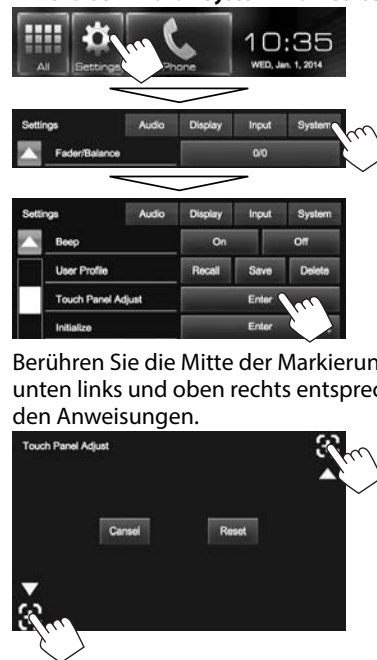 All Settings Phone 10:35
WED, Jan. 1, 2014
Settings Audio Display Input System
Fader/Balance 0/0
Settings Audio Display Input System
Beep On Off
User Profile Recall Save Delete
Touch Panel Adjust Enter
Initialize Enter
Berühren Sie die Mitte der Markierun
unten links und oben rechts entsprec
den Anweisungen.
Touch Panel Adjust
Cansel Reset